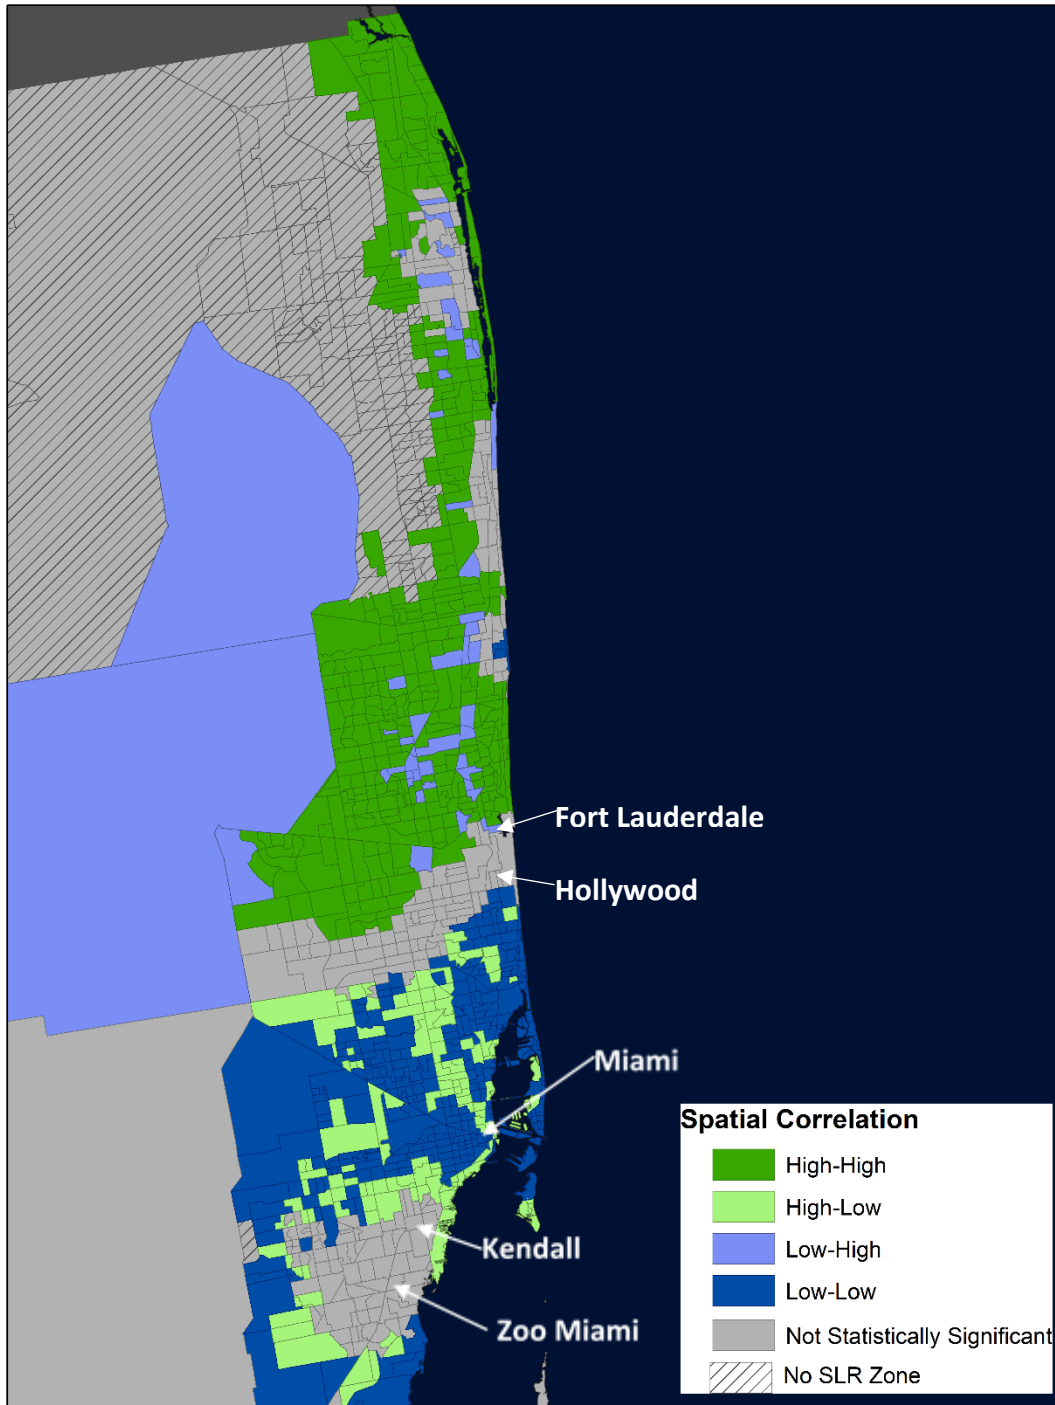 Fort Lauderdale
Hollywood
Miami
Kendall
Zoo Miami
Spatial Correlation
High-High
High-Low
Low-High
Low-Low
Not Statistically Significant
No SLR Zone